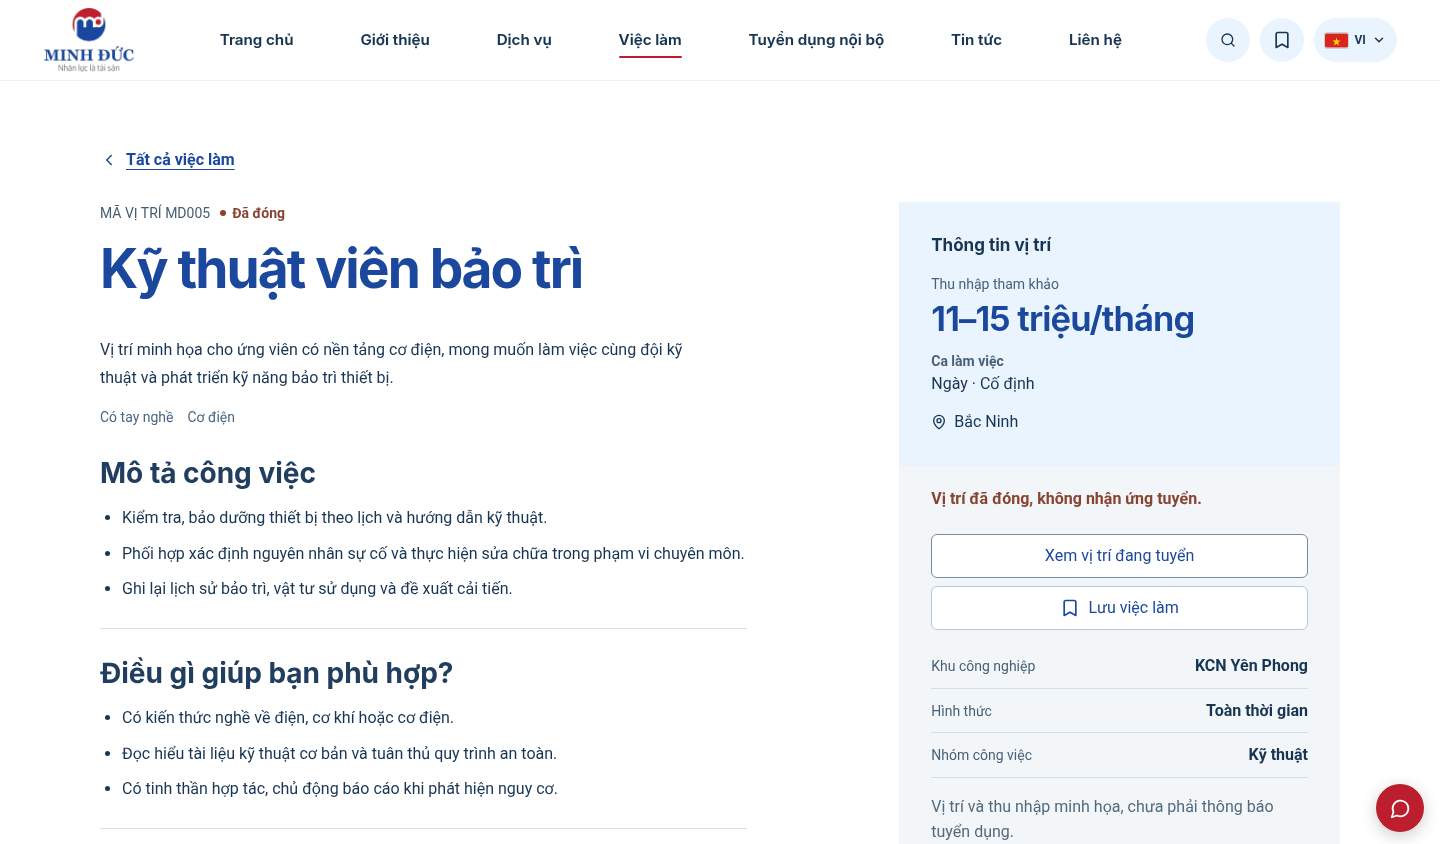 MINH ĐỨC
Nhân lực là tài sản
Trang chủ
Giới thiệu
Dịch vụ
Việc làm
Tuyển dụng nội bộ
Tin tức
Liên hệ
VI
Tất cả việc làm
MÃ VỊ TRÍ MD005
Đã đóng
Kỹ thuật viên bảo trì
Vị trí minh họa cho ứng viên có nền tảng cơ điện, mong muốn làm việc cùng đội kỹ
thuật và phát triển kỹ năng bảo trì thiết bị.
Có tay nghề Cơ điện
Mô tả công việc
Kiểm tra, bảo dưỡng thiết bị theo lịch và hướng dẫn kỹ thuật.
Phối hợp xác định nguyên nhân sự cố và thực hiện sửa chữa trong phạm vi chuyên môn.
Ghi lại lịch sử bảo trì, vật tư sử dụng và đề xuất cải tiến.
Điều gì giúp bạn phù hợp?
Có kiến thức nghề về điện, cơ khí hoặc cơ điện.
Đọc hiểu tài liệu kỹ thuật cơ bản và tuân thủ quy trình an toàn.
Có tinh thần hợp tác, chủ động báo cáo khi phát hiện nguy cơ.
Thông tin vị trí
Thu nhập tham khảo
11–15 triệu/tháng
Ca làm việc
Ngày · Cố định
Bắc Ninh
Vị trí đã đóng, không nhận ứng tuyển.
Xem vị trí đang tuyển
Lưu việc làm
Khu công nghiệp KCN Yên Phong
Hình thức Toàn thời gian
Nhóm công việc Kỹ thuật
Vị trí và thu nhập minh họa, chưa phải thông báo
tuyển dụng.